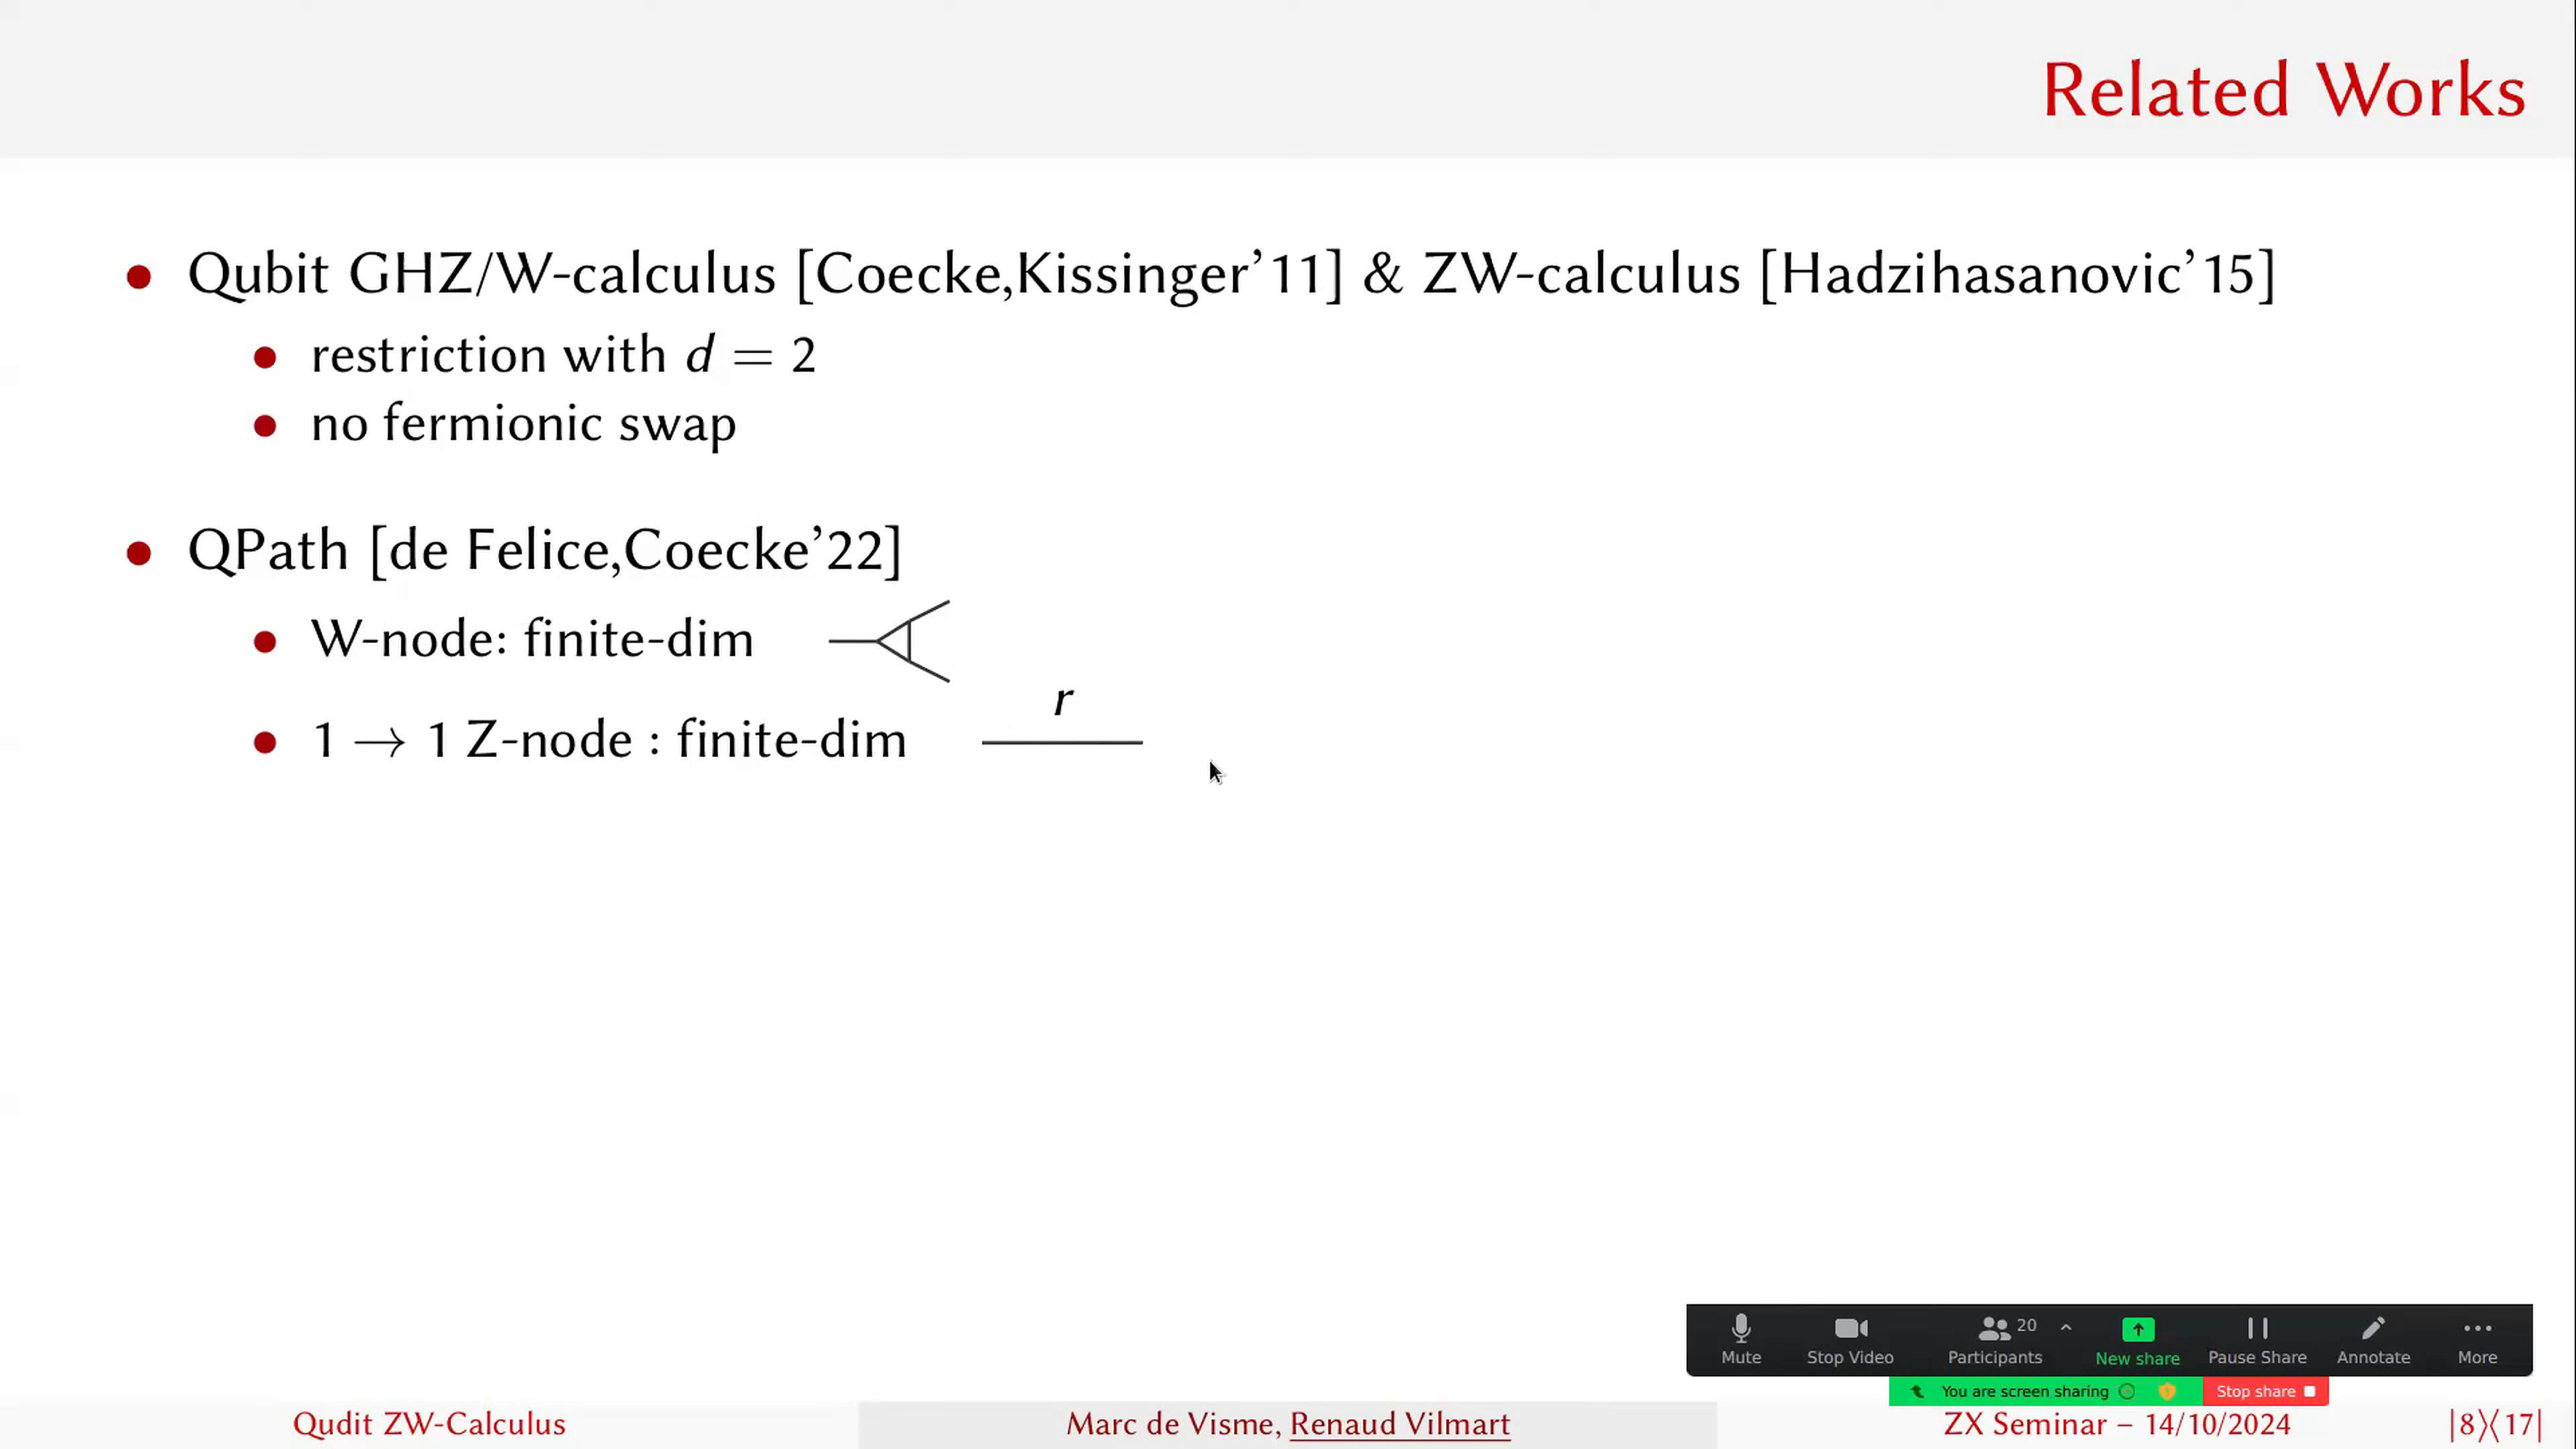 Related Works
• Qubit GHZ/W-calculus [Coecke,Kissinger’11] & ZW-calculus [Hadzihasanovic’15]
• restriction with d = 2
• no fermionic swap
• QPath [de Felice,Coecke’22]
• W-node: finite-dim
r
• 1 → 1 Z-node : finite-dim
20
Mute Stop Video Participants New share Pause Share Annotate More
You are screen sharing Stop share
Qudit ZW-Calculus Marc de Visme, Renaud Vilmart ZX Seminar – 14/10/2024 |8⟩⟨17|